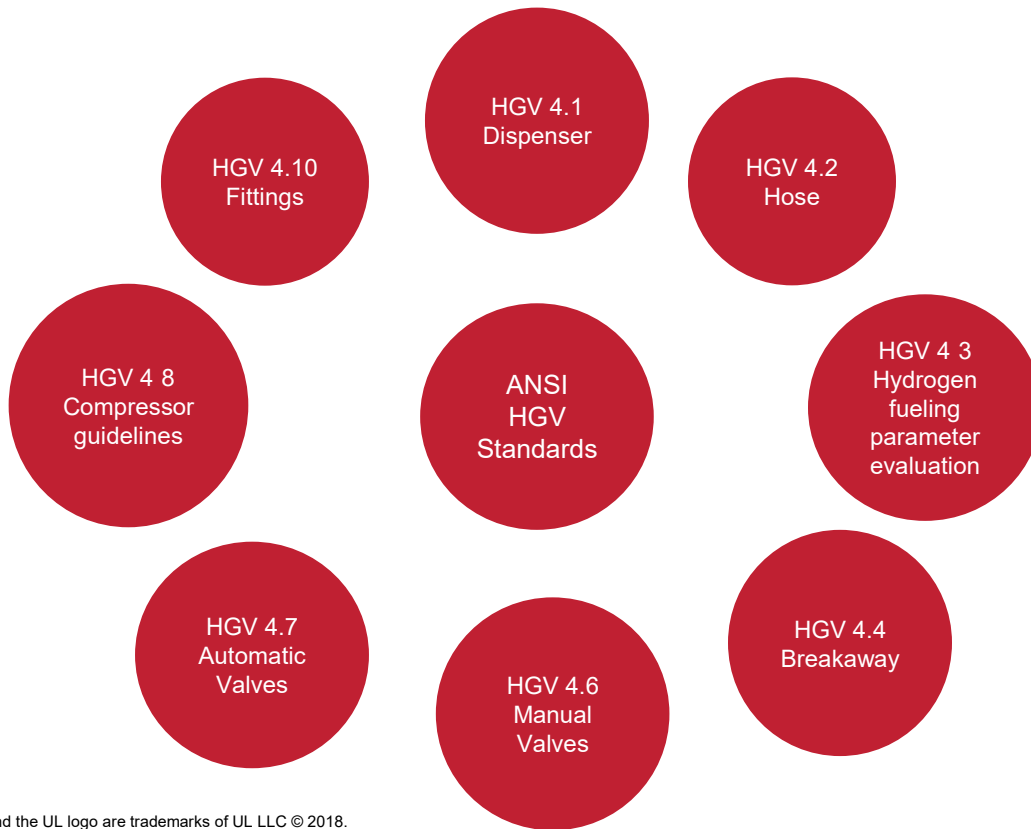 HGV 4.1
Dispenser
HGV 4.2
Hose
HGV 4 3
Hydrogen
fueling
parameter
evaluation
HGV 4.4
Breakaway
HGV 4.6
Manual
Valves
HGV 4.7
Automatic
Valves
HGV 4 8
Compressor
guidelines
HGV 4.10
Fittings
ANSI
HGV
Standards
nd the UL logo are trademarks of UL LLC © 2018.